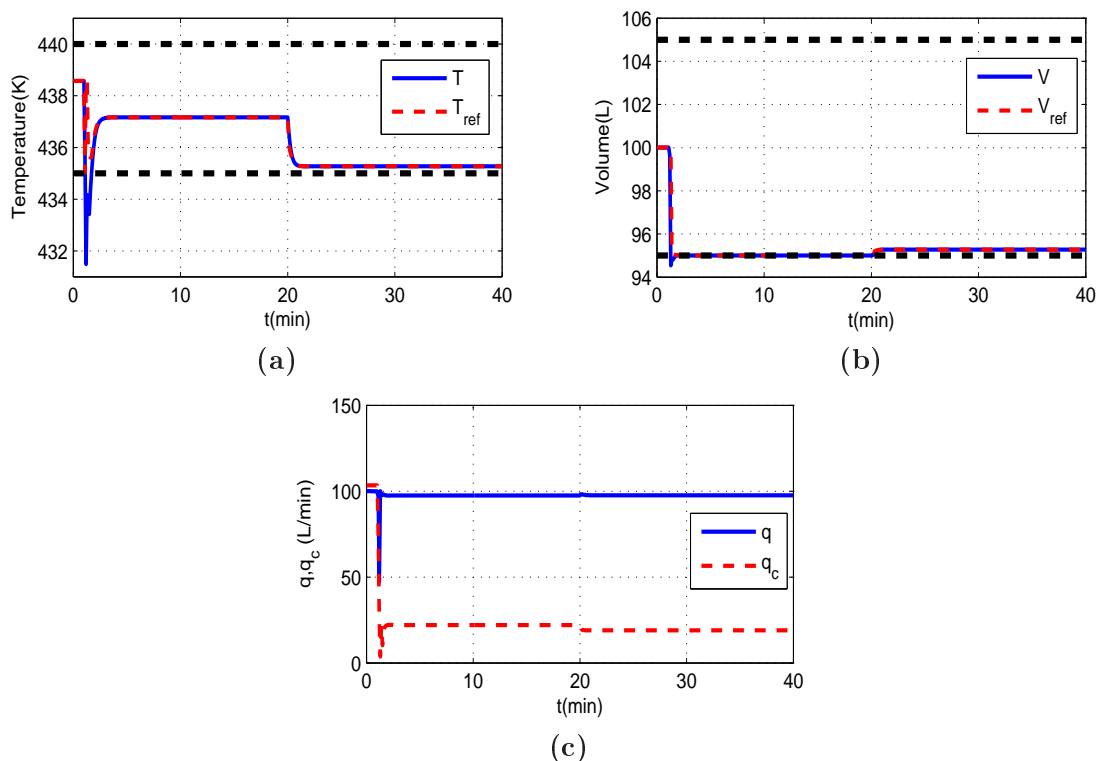 440
438
436
434
432
Temperature(K)
T
T_ref
0 10 20 30 40
t(min)
(a)
106
104
102
100
98
96
94
Volume(L)
V
V_ref
0 10 20 30 40
t(min)
(b)
150
100
50
0
q,q_c (L/min)
q
q_c
0 10 20 30 40
t(min)
(c)